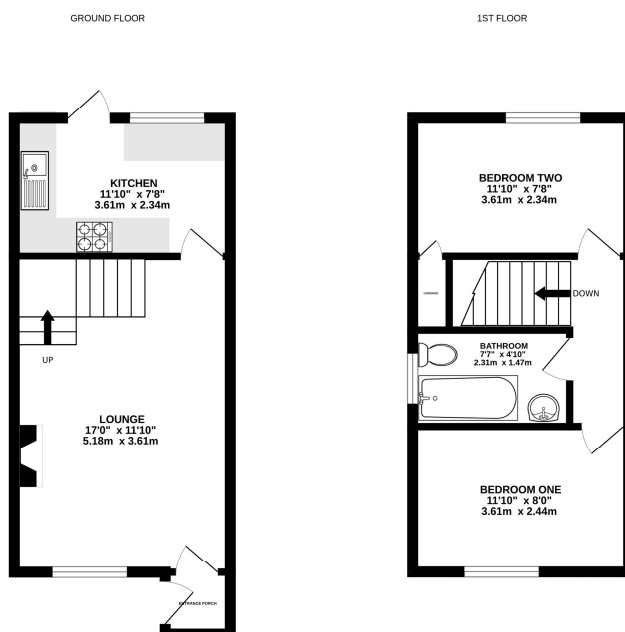 GROUND FLOOR
1ST FLOOR
KITCHEN
11'10" x 7'8"
3.61m x 2.34m
UP
LOUNGE
17'0" x 11'10"
5.18m x 3.61m
ENTRANCE PORCH
BEDROOM TWO
11'10" x 7'8"
3.61m x 2.34m
DOWN
BATHROOM
7'7" x 4'10"
2.31m x 1.47m
BEDROOM ONE
11'10" x 8'0"
3.61m x 2.44m